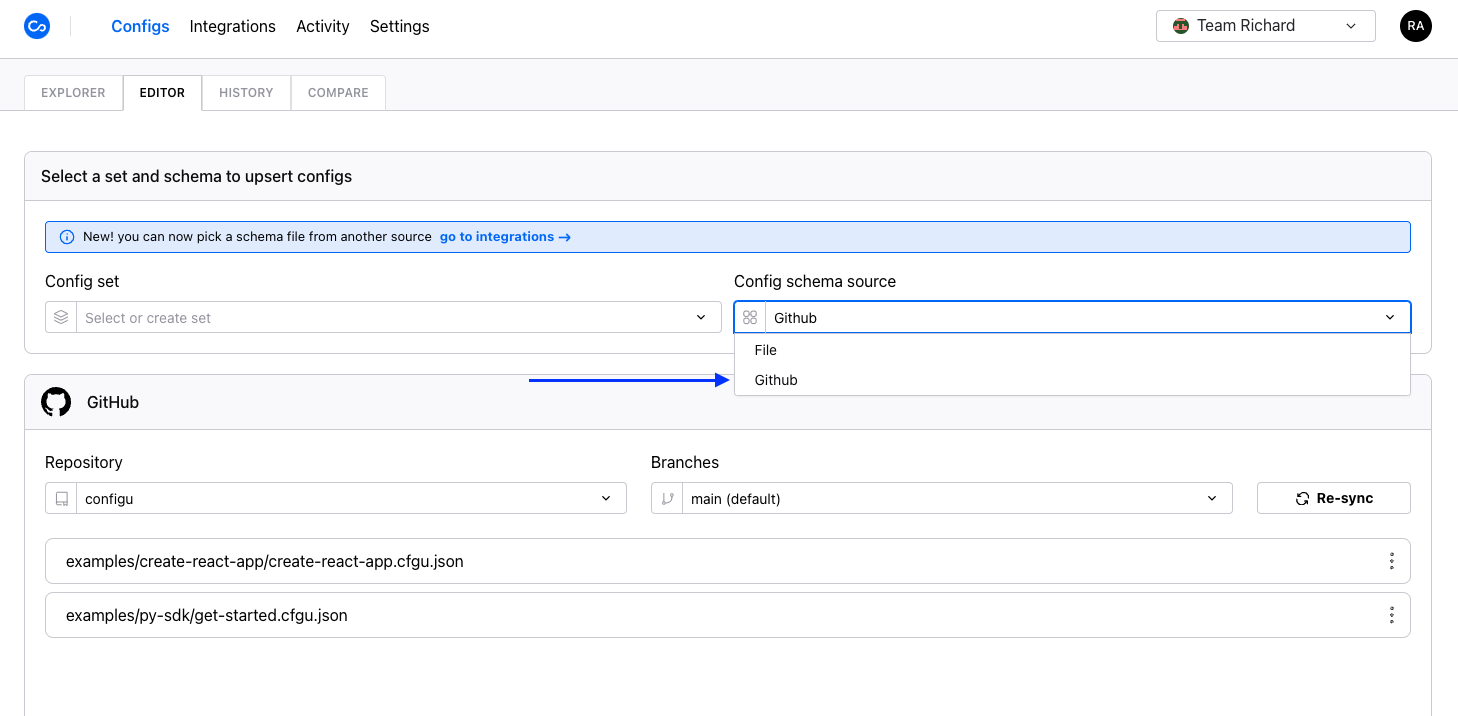 Configs Integrations Activity Settings Team Richard RA
EXPLORER EDITOR HISTORY COMPARE
Select a set and schema to upsert configs
New! you can now pick a schema file from another source go to integrations →
Config set Config schema source
Select or create set Github
File
Github
GitHub
Repository Branches
configu main (default) Re-sync
examples/create-react-app/create-react-app.cfgu.json
examples/py-sdk/get-started.cfgu.json